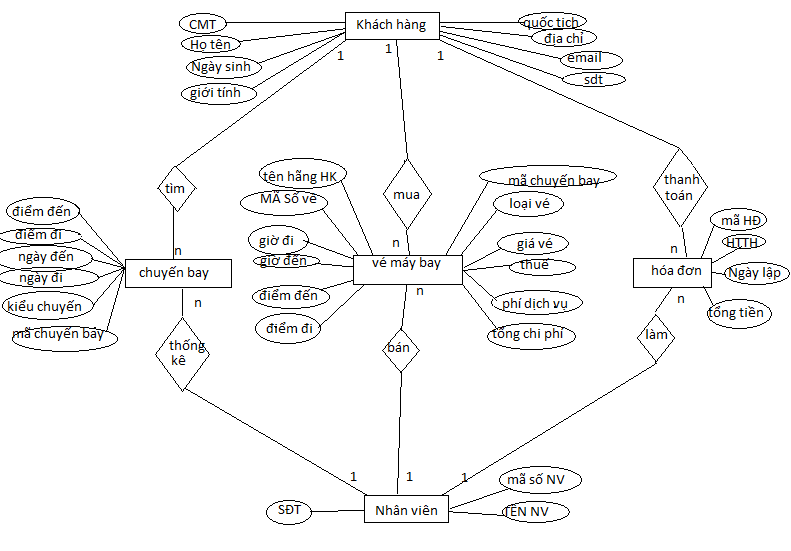 CMT
Khách hàng
quốc tịch
Họ tên
địa chỉ
Ngày sinh
email
giới tính
sdt
1
1
1
tìm
tên hãng HK
mua
mã chuyến bay
thanh
toán
MÃ Số vé
loại vé
điểm đến
điểm đi
ngày đến
ngày đi
kiểu chuyến
mã chuyến bay
n
chuyến bay
n
giờ đi
giờ đến
điểm đến
điểm đi
n
vé máy bay
n
giá vé
thuế
phí dịch vụ
tổng chi phí
n
hóa đơn
n
mã HĐ
HTTH
Ngày lập
tổng tiền
thống
kê
bán
làm
1
1
1
SĐT
Nhân viên
mã số NV
TÊN NV